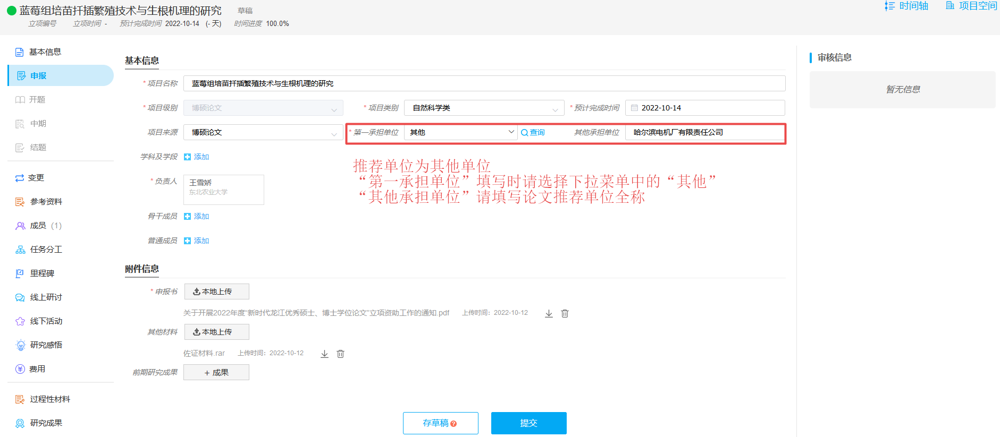 蓝莓组培苗扦插繁殖技术与生根机理的研究 草稿
立项编号 立项时间 - 预计完成时间 2022-10-14 (- 天) 时间进度 100.0%
时间轴 项目空间
基本信息
申报
开题
中期
结题
变更
参考资料
成员 (1)
任务分工
里程碑
线上研讨
线下活动
研究感悟
费用
过程性材料
研究成果
基本信息
* 项目名称 蓝莓组培苗扦插繁殖技术与生根机理的研究
* 项目级别 博硕论文 * 项目类别 自然科学类 * 预计完成时间 2022-10-14
项目来源 博硕论文 * 第一承担单位 其他 查询 其他承担单位 哈尔滨电机厂有限责任公司
学科及学段 添加
推荐单位为其他单位
“第一承担单位”填写时请选择下拉菜单中的“其他”
“其他承担单位”请填写论文推荐单位全称
* 负责人 王雪娇
东北农业大学
骨干成员 添加
普通成员 添加
附件信息
* 申报书 本地上传
关于开展2022年度“新时代龙江优秀硕士、博士学位论文”立项资助工作的通知.pdf 上传时间：2022-10-12
其他材料 本地上传
佐证材料.rar 上传时间：2022-10-12
前期研究成果 + 成果
存草稿 ? 提交
审核信息
暂无信息